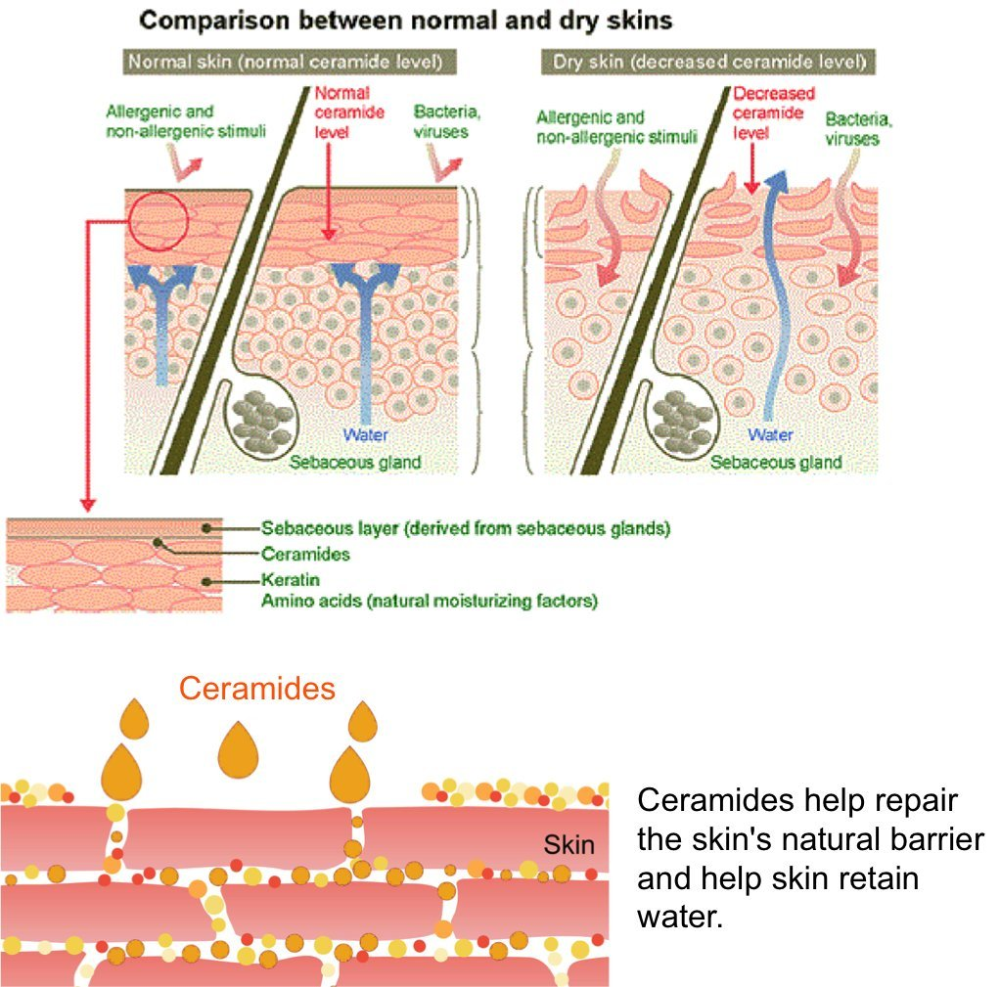 Comparison between normal and dry skins
Normal skin (normal ceramide level)
Allergenic and
non-allergenic stimuli
Normal
ceramide
level
Bacteria,
viruses
Water
Sebaceous gland
Dry skin (decreased ceramide level)
Allergenic and
non-allergenic stimuli
Decreased
ceramide
level
Bacteria,
viruses
Water
Sebaceous gland
Sebaceous layer (derived from sebaceous glands)
Ceramides
Keratin
Amino acids (natural moisturizing factors)
Ceramides
Skin
Ceramides help repair
the skin's natural barrier
and help skin retain
water.